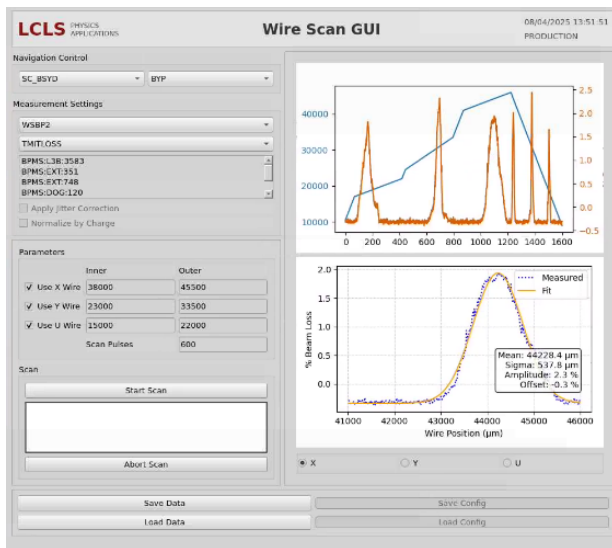 LCLS PHYSICS APPLICATIONS
Wire Scan GUI
08/04/2025 13:51:51
PRODUCTION
Navigation Control
SC_BSYD BYP
Measurement Settings
WSBP2
TMITLOSS
BPMS:L3B:3583
BPMS:EXT:351
BPMS:EXT:748
BPMS:DOG:120
Apply Jitter Correction
Normalize by Charge
Parameters
Inner Outer
Use X Wire 38000 45500
Use Y Wire 23000 33500
Use U Wire 15000 22000
Scan Pulses 600
Scan
Start Scan
Abort Scan
40000
30000
20000
10000
2.5
2.0
1.5
1.0
0.5
0.0
−0.5
0 200 400 600 800 1000 1200 1400 1600
2.0
1.5
1.0
0.5
0.0
% Beam Loss
Measured
Fit
Mean: 44228.4 μm
Sigma: 537.8 μm
Amplitude: 2.3 %
Offset: -0.3 %
41000 42000 43000 44000 45000 46000
Wire Position (μm)
X Y U
Save Data Save Config
Load Data Load Config